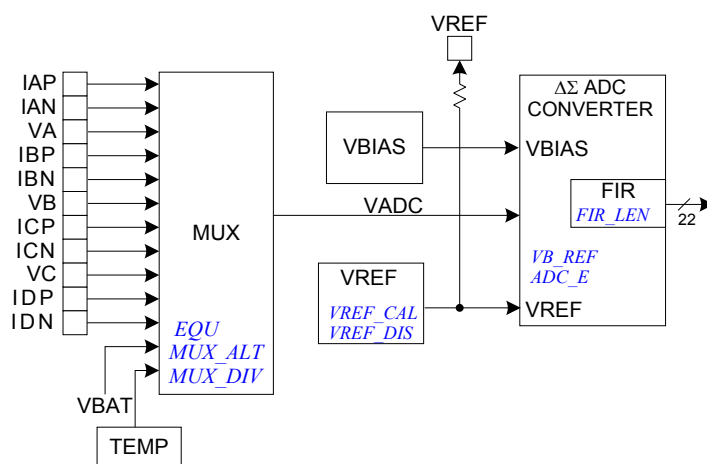 VREF
IAP
IAN
VA
IBP
IBN
VB
ICP
ICN
VC
IDP
IDN
VBAT
TEMP
MUX
EQU
MUX_ALT
MUX_DIV
VBIAS
VADC
VREF
VREF_CAL
VREF_DIS
ΔΣ ADC
CONVERTER
VBIAS
FIR
FIR_LEN
22
VB_REF
ADC_E
VREF